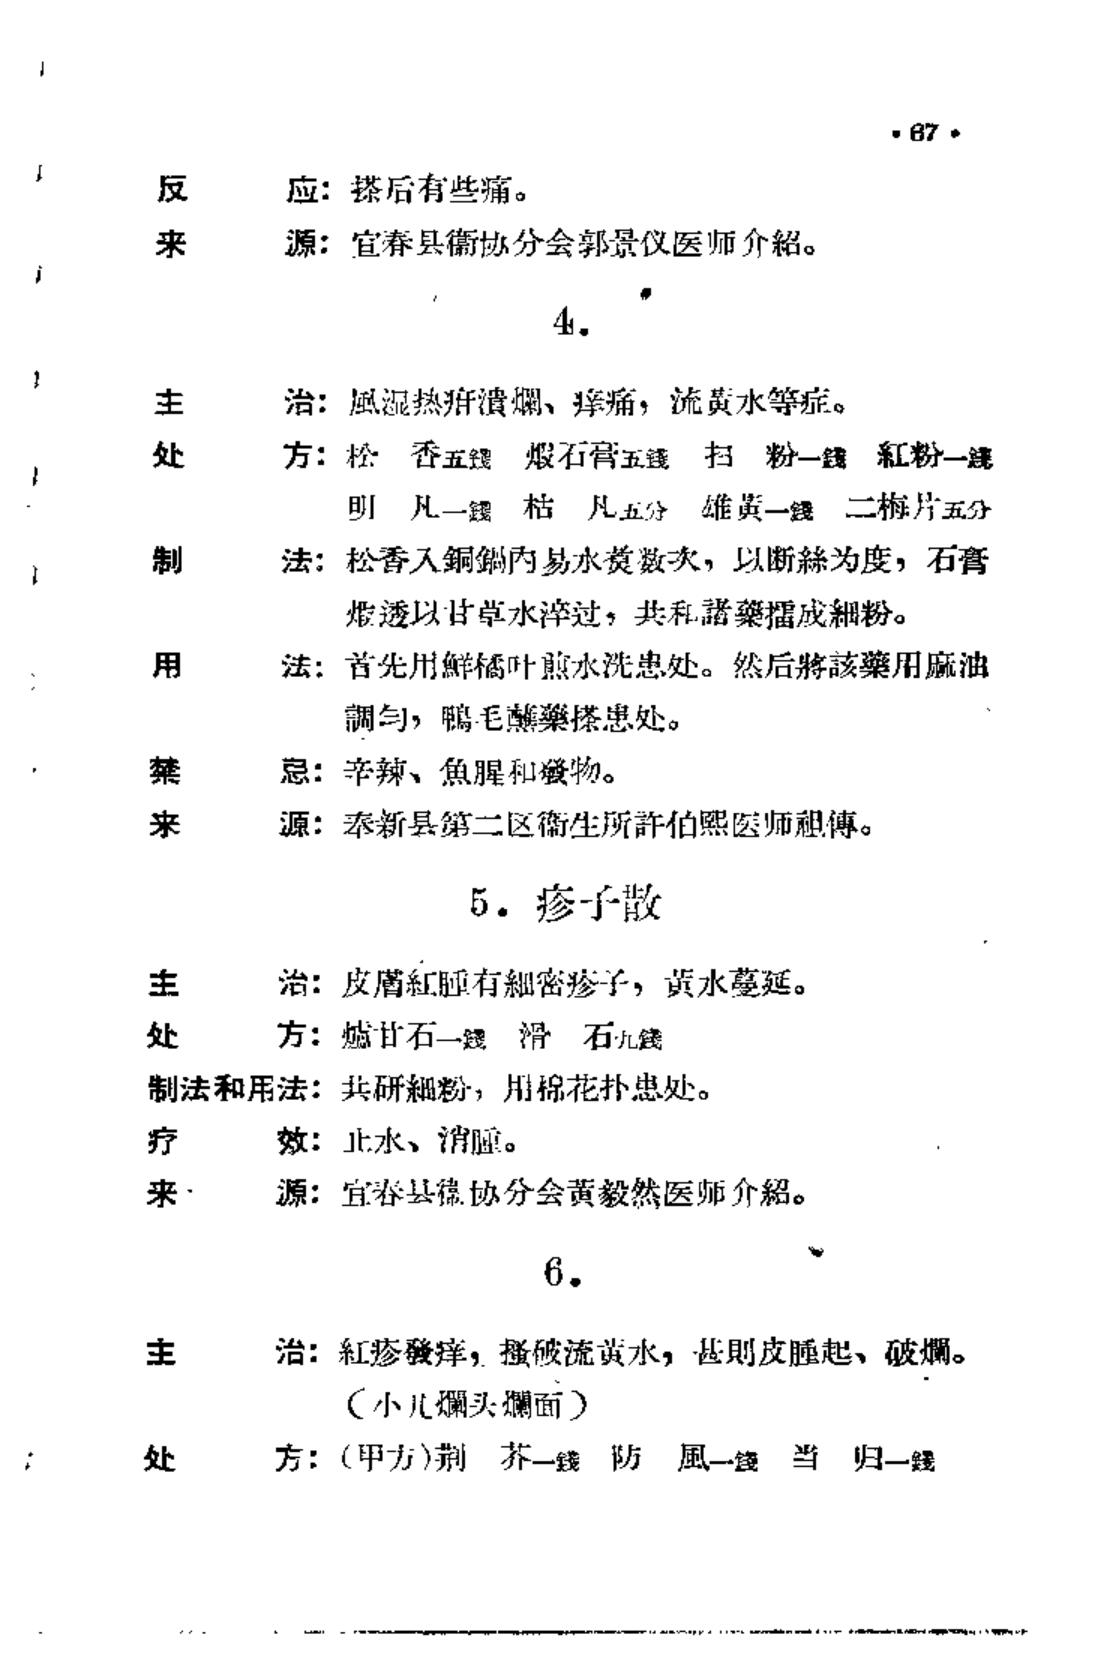 • 67 •
反　　　应：搽后有些痛。
来　　　源：宜春县衞协分会郭景仪医师介紹。
4.
主　　　治：風湿热疳潰爛、痒痛，流黃水等症。
处　　　方：松　香五錢　煅石膏五錢　扫　粉一錢　紅粉一錢
明　凡一錢　枯　凡五分　雄黃一錢　二梅片五分
制　　　法：松香入銅鍋內易水煑数次，以断絲为度，石膏
煅透以甘草水淬过，共和諸藥擂成細粉。
用　　　法：首先用鮮橘叶煎水洗患处。然后將該藥用麻油
調匀，鴨毛蘸藥搽患处。
禁　　　忌：辛辣、魚腥和發物。
来　　　源：奉新县第二区衞生所許伯熙医师祖傳。
5．疹子散
主　　　治：皮膚紅腫有細密疹子，黃水蔓延。
处　　　方：爐甘石一錢　滑　石九錢
制法和用法：共研細粉，用棉花扑患处。
疗　　　效：止水、消腫。
来　　　源：宜春县衞协分会黃毅然医师介紹。
6.
主　　　治：紅疹發痒，搔破流黃水，甚則皮腫起、破爛。
（小儿爛头爛面）
处　　　方：（甲方）荊　芥一錢　防　風一錢　当　归一錢